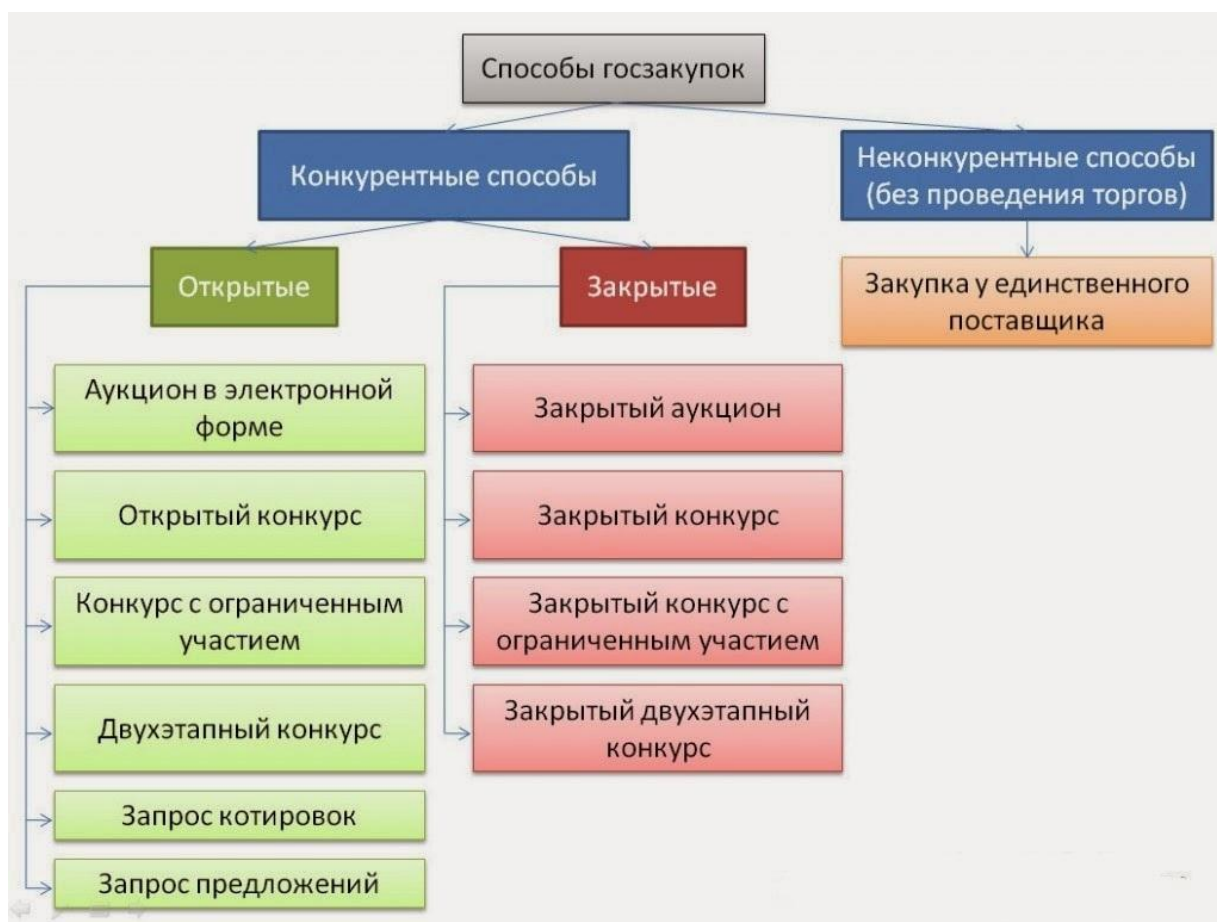 Способы госзакупок
Конкурентные способы
Неконкурентные способы
(без проведения торгов)
Открытые
Закрытые
Закупка у единственного
поставщика
Аукцион в электронной
форме
Открытый конкурс
Конкурс с ограниченным
участием
Двухэтапный конкурс
Запрос котировок
Запрос предложений
Закрытый аукцион
Закрытый конкурс
Закрытый конкурс с
ограниченным участием
Закрытый двухэтапный
конкурс